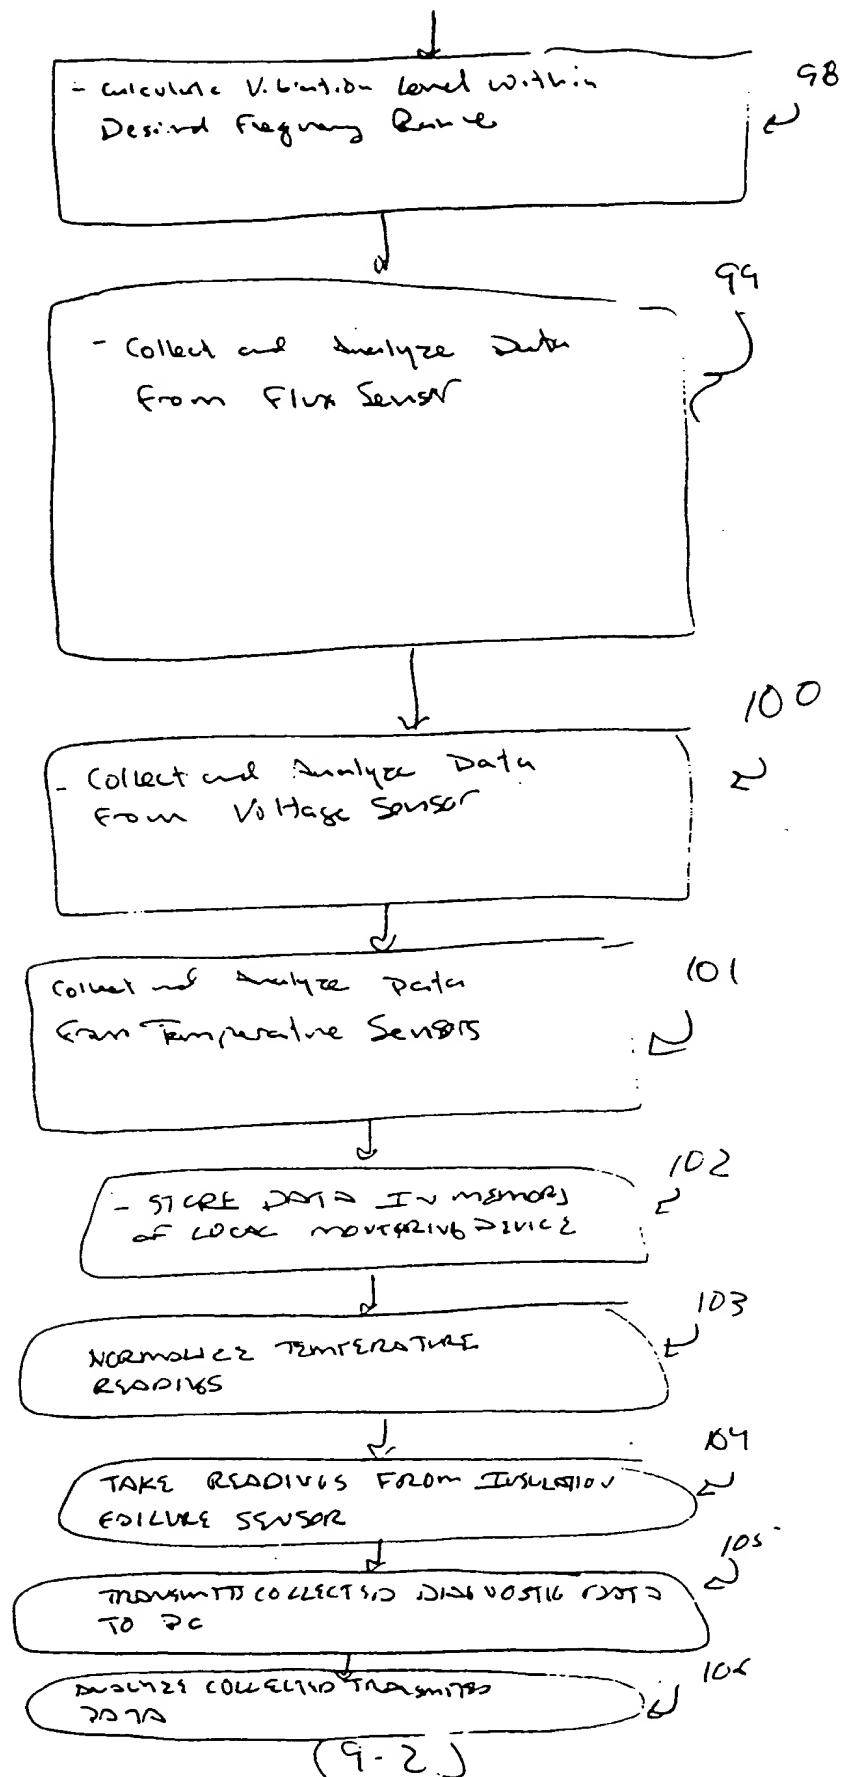 - Calculate Vibration Level within
98
Desired Frequency Range
99
- Collect and Analyze Data
From Flux Sensor
100
- Collect and Analyze Data
From Voltage Sensor
101
Collect and Analyze Data
From Temperature Sensors
102
- STORE DATA IN MEMORY
OF LOCAL MONITORING DEVICE
103
NORMALIZE TEMPERATURE
READINGS
104
TAKE READINGS FROM INSULATION
FAILURE SENSOR
105
TRANSMITS COLLECTED DIAGNOSTIC DATA
TO PC
106
ANALYZE COLLECTED TRANSMITTED
DATA
(9-2)